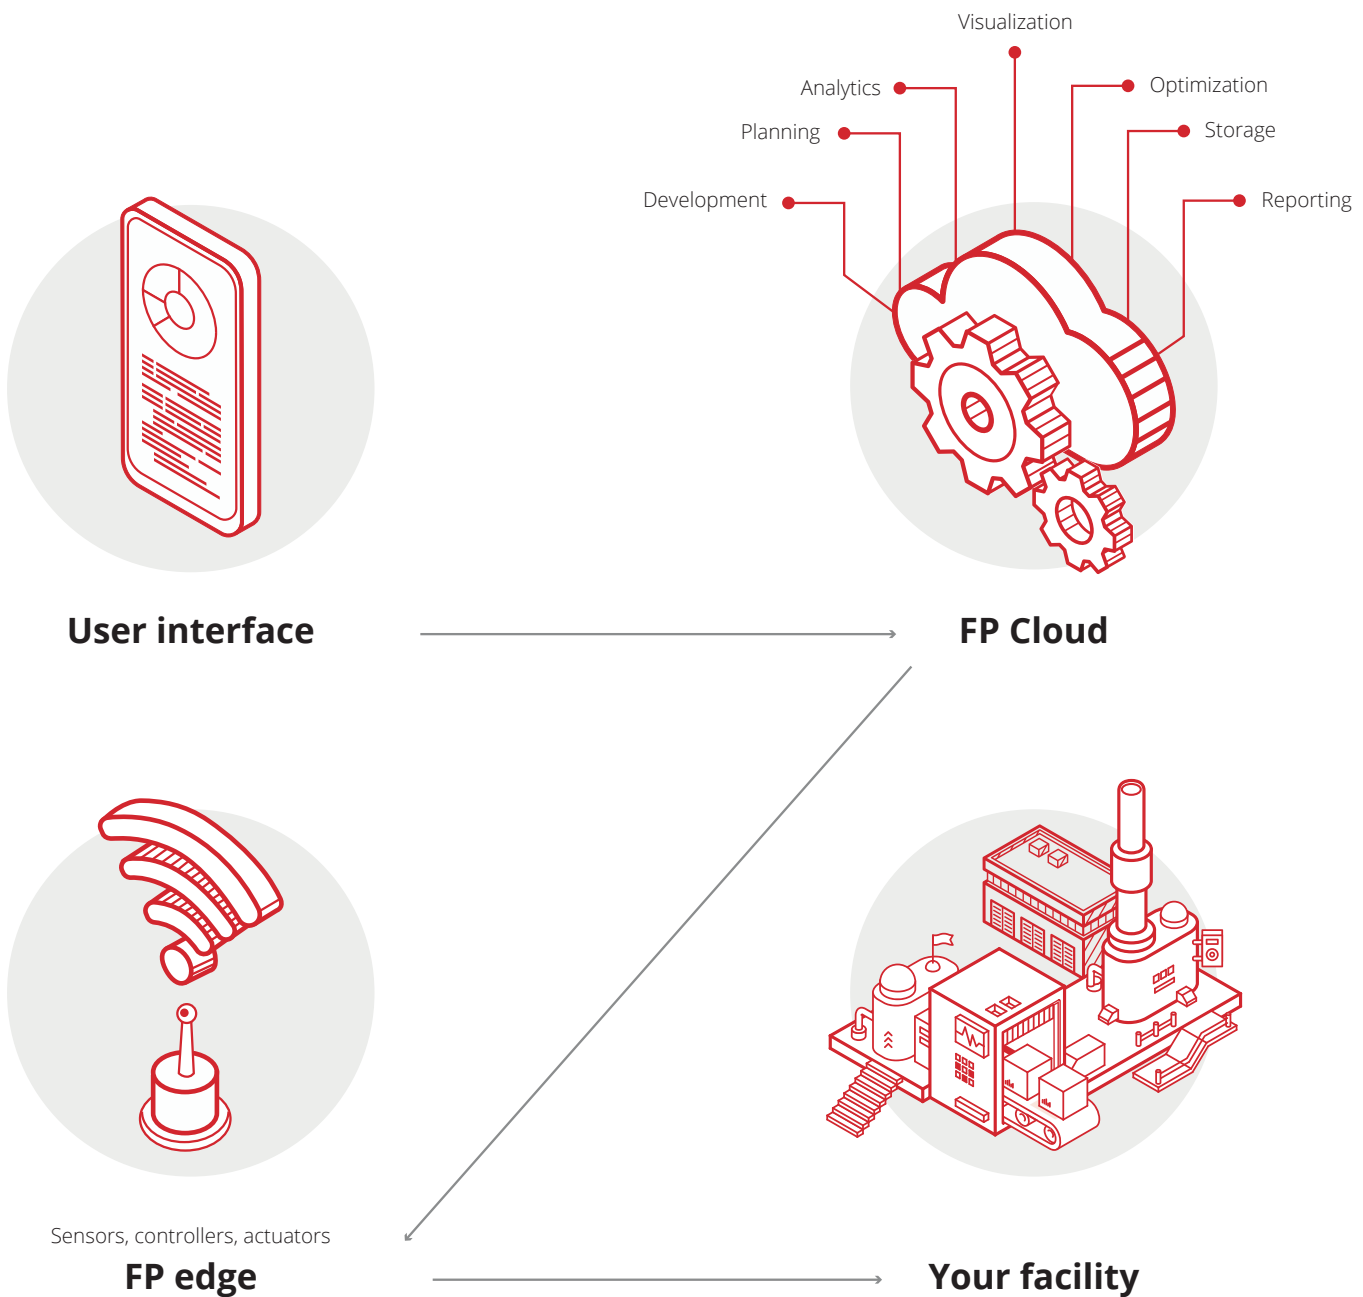 Visualization
Analytics
Optimization
Planning
Storage
Development
Reporting
User interface
FP Cloud
Sensors, controllers, actuators
FP edge
Your facility